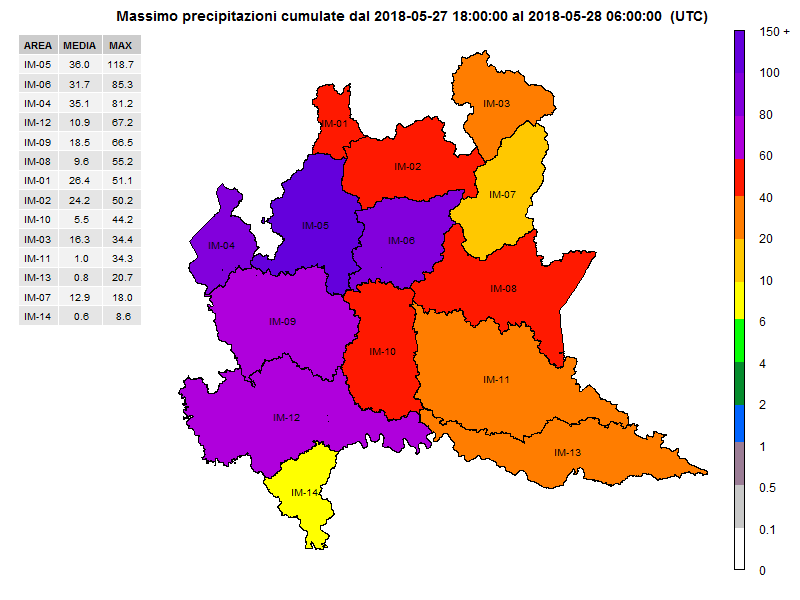 Massimo precipitazioni cumulate dal 2018-05-27 18:00:00 al 2018-05-28 06:00:00 (UTC)
AREA MEDIA MAX
IM-05 36.0 118.7
IM-06 31.7 85.3
IM-04 35.1 81.2
IM-12 10.9 67.2
IM-09 18.5 66.5
IM-08 9.6 55.2
IM-01 26.4 51.1
IM-02 24.2 50.2
IM-10 5.5 44.2
IM-03 16.3 34.4
IM-11 1.0 34.3
IM-13 0.8 20.7
IM-07 12.9 18.0
IM-14 0.6 8.6
IM-03
IM-01
IM-02
IM-07
IM-05
IM-06
IM-04
IM-08
IM-09
IM-10
IM-11
IM-12
IM-13
IM-14
150 +
100
80
60
40
20
10
6
4
2
1
0.5
0.1
0